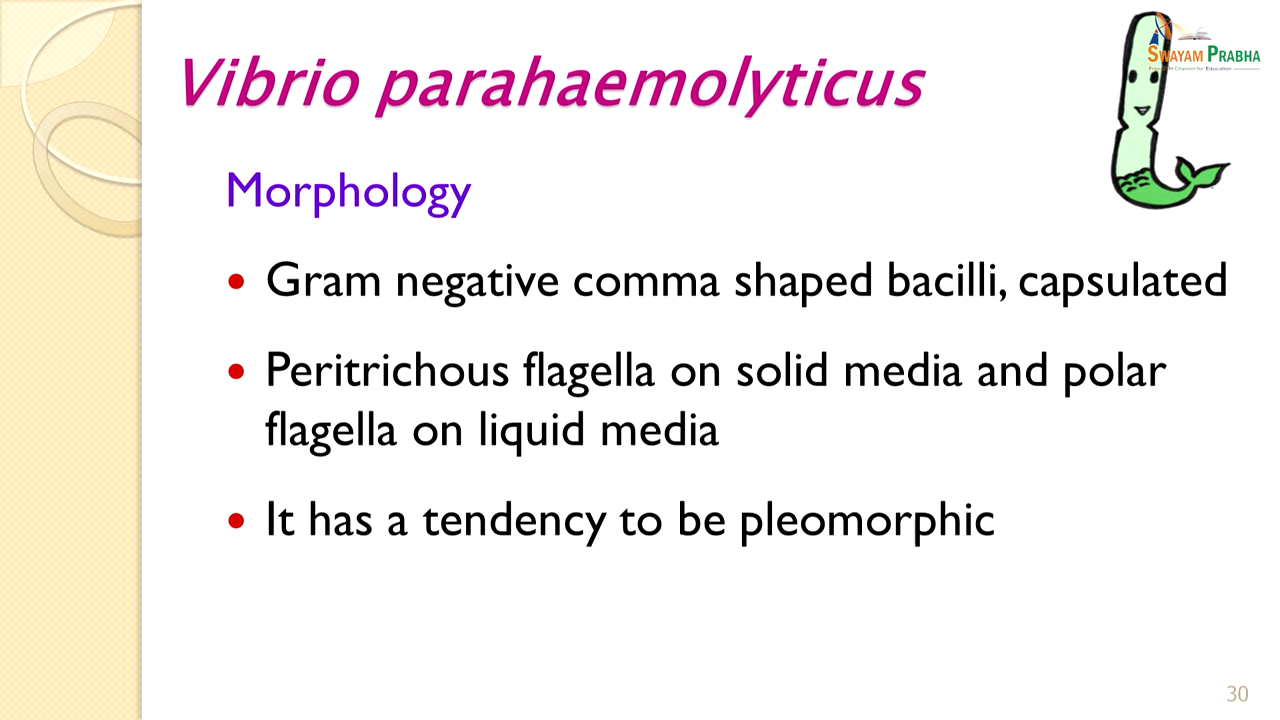 SWAYAM PRABHA
Vibrio parahaemolyticus
Morphology
• Gram negative comma shaped bacilli, capsulated
• Peritrichous flagella on solid media and polar
flagella on liquid media
• It has a tendency to be pleomorphic
30